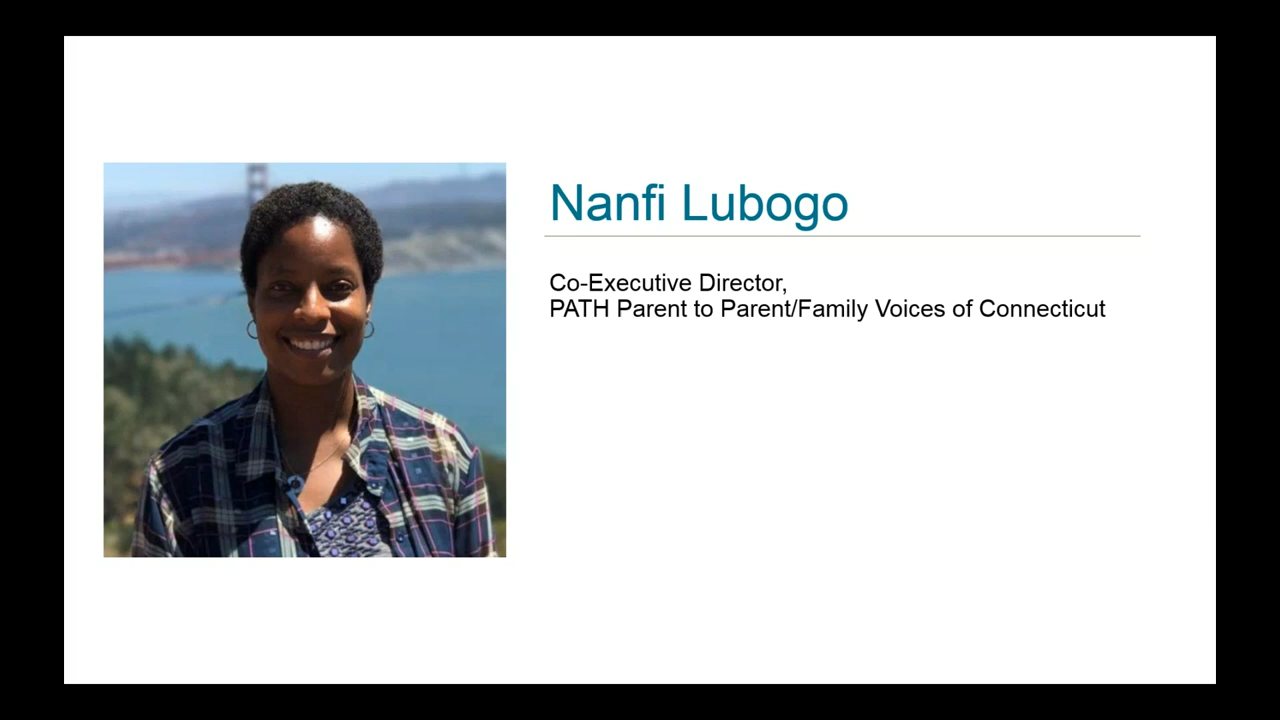 Nanfi Lubogo
Co-Executive Director,
PATH Parent to Parent/Family Voices of Connecticut